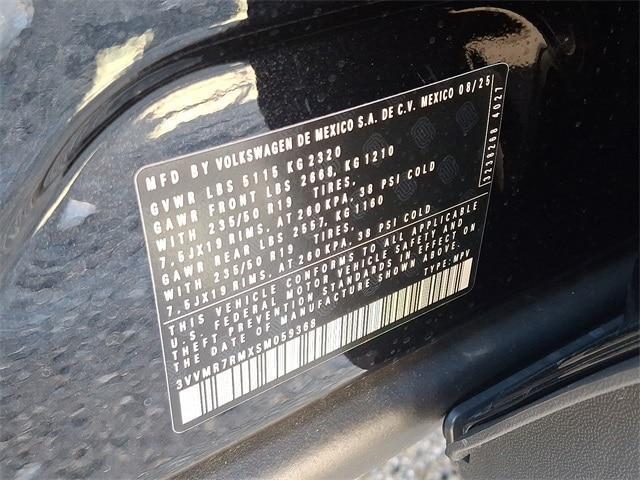 MFD BY VOLKSWAGEN DE MEXICO S.A. DE C.V. MEXICO 08/25
GVWR LBS 5115 KG 2320
GAWR FRONT LBS 2668, KG 1210
WITH 235/50 R19 TIRES,
7,5JX19 RIMS, AT 260 KPA, 38 PSI COLD
GAWR REAR LBS 2557, KG 1160
WITH 235/50 R19 TIRES,
7,5JX19 RIMS, AT 260 KPA, 38 PSI COLD
THIS VEHICLE CONFORMS TO ALL APPLICABLE
U.S. FEDERAL MOTOR VEHICLE SAFETY AND
THEFT PREVENTION STANDARDS IN EFFECT ON
THE DATE OF MANUFACTURE SHOWN ABOVE.
3VVMR7RMXSM059368 TYPE: MPV
3238268 4027